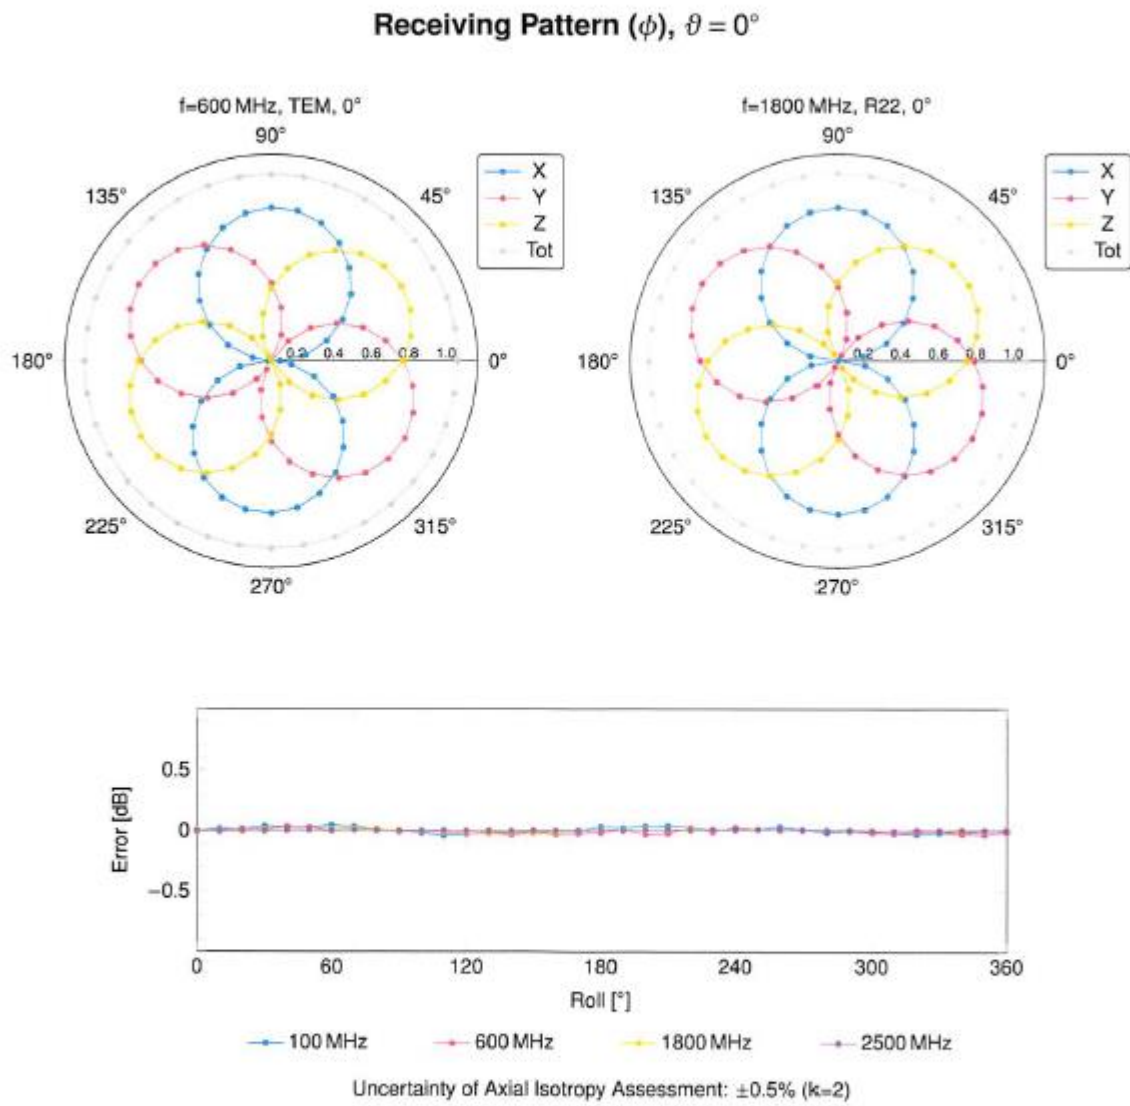 Receiving Pattern (ϕ), ϑ = 0°
f=600 MHz, TEM, 0°
90°
135°
45°
180°
0.2 0.4 0.6 0.8 1.0
0°
225°
315°
270°
X
Y
Z
Tot
f=1800 MHz, R22, 0°
90°
135°
45°
180°
0.2 0.4 0.6 0.8 1.0
0°
225°
315°
270°
X
Y
Z
Tot
Error [dB]
0.5
0
−0.5
0 60 120 180 240 300 360
Roll [°]
100 MHz 600 MHz 1800 MHz 2500 MHz
Uncertainty of Axial Isotropy Assessment: ±0.5% (k=2)